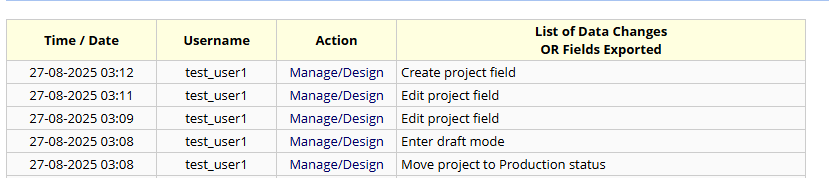 Time / Date Username Action List of Data Changes
OR Fields Exported
27-08-2025 03:12 test_user1 Manage/Design Create project field
27-08-2025 03:11 test_user1 Manage/Design Edit project field
27-08-2025 03:09 test_user1 Manage/Design Edit project field
27-08-2025 03:08 test_user1 Manage/Design Enter draft mode
27-08-2025 03:08 test_user1 Manage/Design Move project to Production status